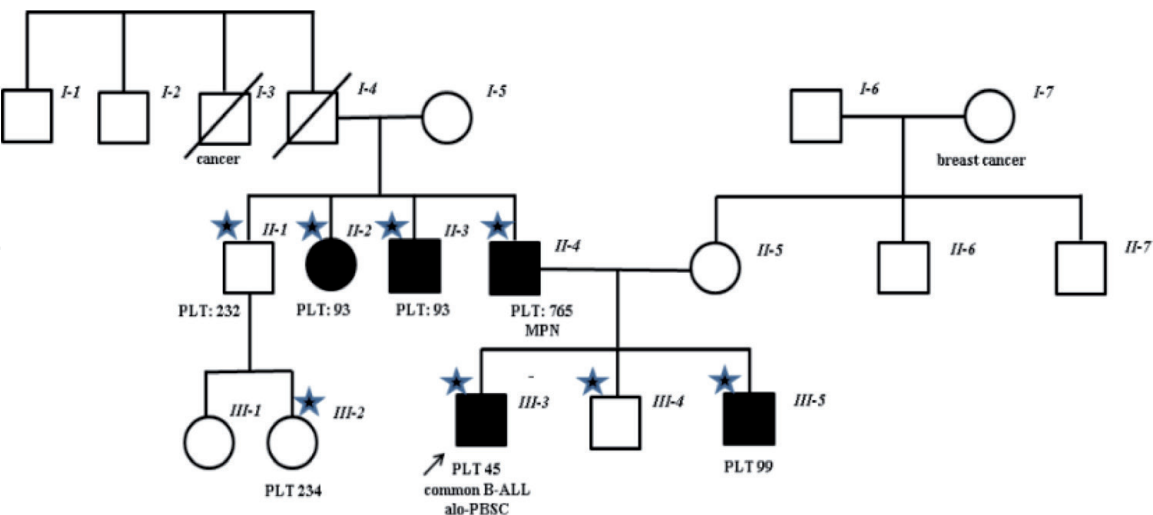 I-1
I-2
I-3
I-4
I-5
I-6
I-7
cancer
breast cancer
II-1
II-2
II-3
II-4
II-5
II-6
II-7
PLT: 232
PLT: 93
PLT: 93
PLT: 765
MPN
III-1
III-2
III-3
III-4
III-5
PLT 234
PLT 45
common B-ALL
alo-PBSC
PLT 99